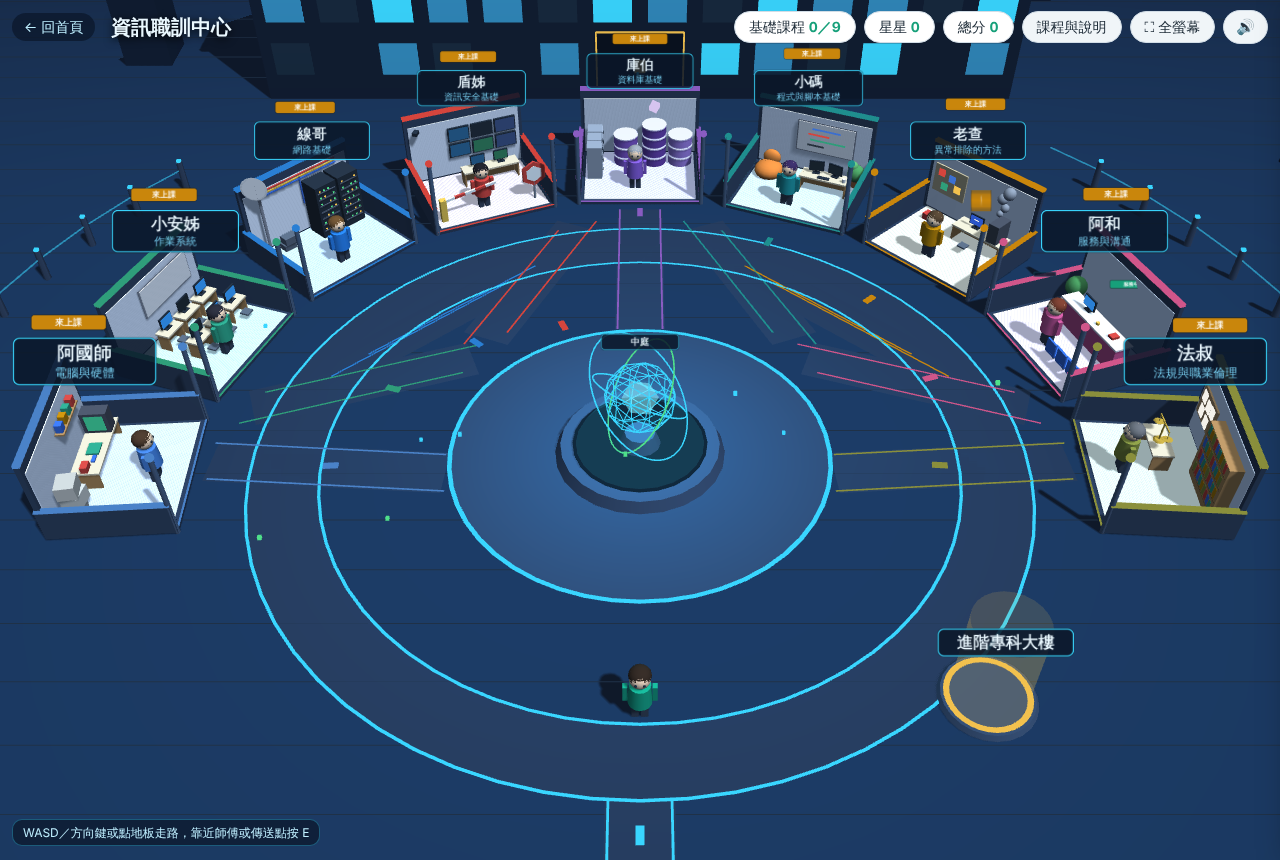 ← 回首頁
資訊職訓中心
基礎課程 0／9
星星 0
總分 0
課程與說明
全螢幕
來上課
庫伯
資料庫基礎
來上課
盾姊
資訊安全基礎
來上課
小碼
程式與腳本基礎
來上課
線哥
網路基礎
來上課
老查
異常排除的方法
來上課
小安姊
作業系統
來上課
阿和
服務與溝通
來上課
阿國師
電腦與硬體
來上課
法叔
法規與職業倫理
中庭
進階專科大樓
WASD／方向鍵或點地板走路，靠近師傅或傳送點按 E